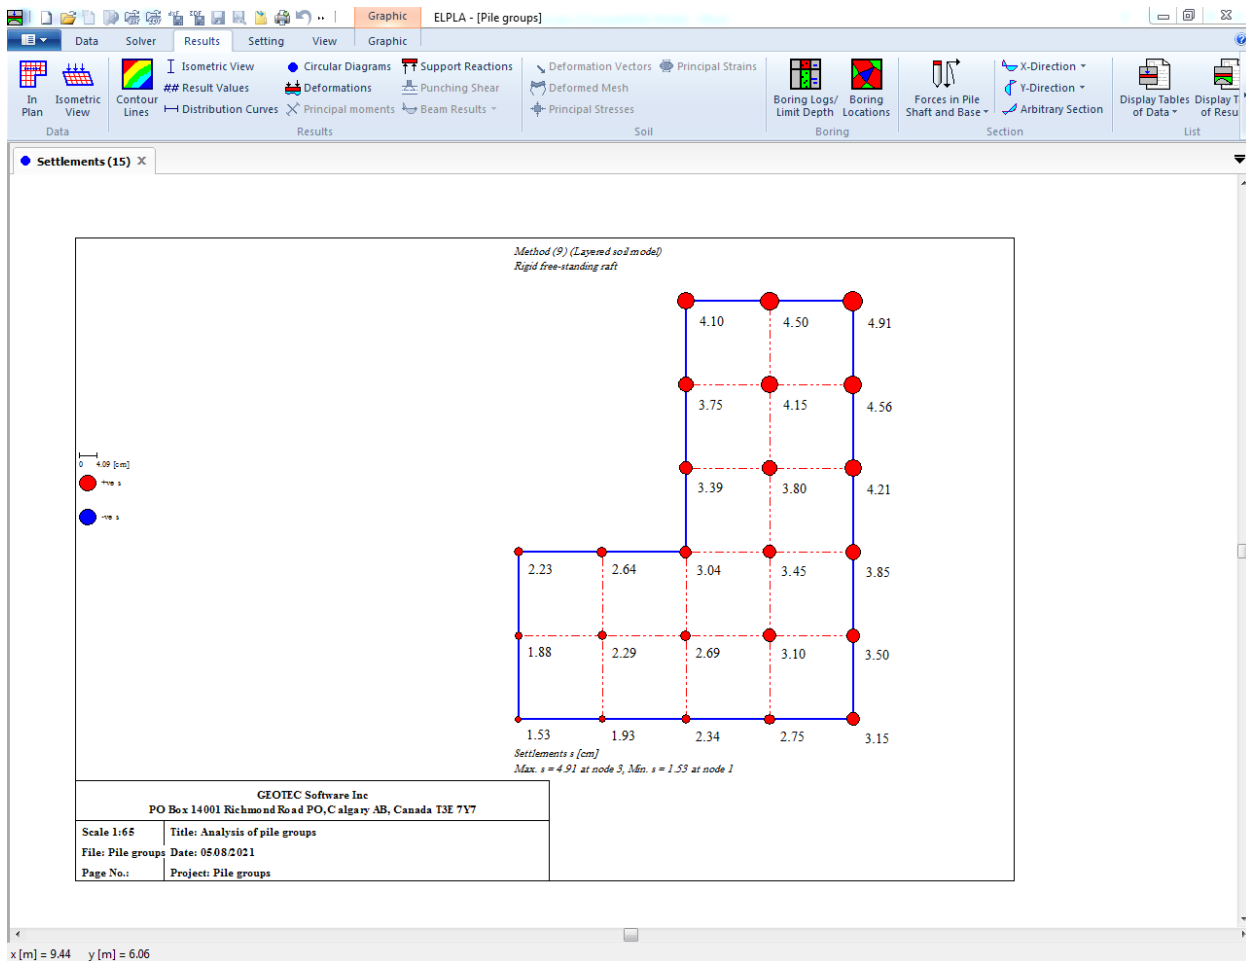 Graphic
ELPLA - [Pile groups]
Data Solver Results Setting View Graphic
In Plan
Isometric View
Data
Contour Lines
Isometric View
## Result Values
Distribution Curves
Circular Diagrams
Deformations
Principal moments
Support Reactions
Punching Shear
Beam Results
Results
Deformation Vectors
Deformed Mesh
Principal Stresses
Principal Strains
Soil
Boring Logs/ Limit Depth
Boring Locations
Boring
Forces in Pile Shaft and Base
X-Direction
Y-Direction
Arbitrary Section
Section
Display Tables of Data
Display T of Resu
List
Settlements (15) X
Method (9) (Layered soil model)
Rigid free-standing raft
4.10 4.50 4.91
3.75 4.15 4.56
0 4.09 [cm]
+ve s
3.39 3.80 4.21
-ve s
2.23 2.64 3.04 3.45 3.85
1.88 2.29 2.69 3.10 3.50
1.53 1.93 2.34 2.75 3.15
Settlements s [cm]
Max. s = 4.91 at node 3, Min. s = 1.53 at node 1
GEOTEC Software Inc
PO Box 14001 Richmond Road PO, Calgary AB, Canada T3E 7Y7
Scale 1:65 Title: Analysis of pile groups
File: Pile groups Date: 05/08/2021
Page No.: Project: Pile groups
x [m] = 9.44 y [m] = 6.06